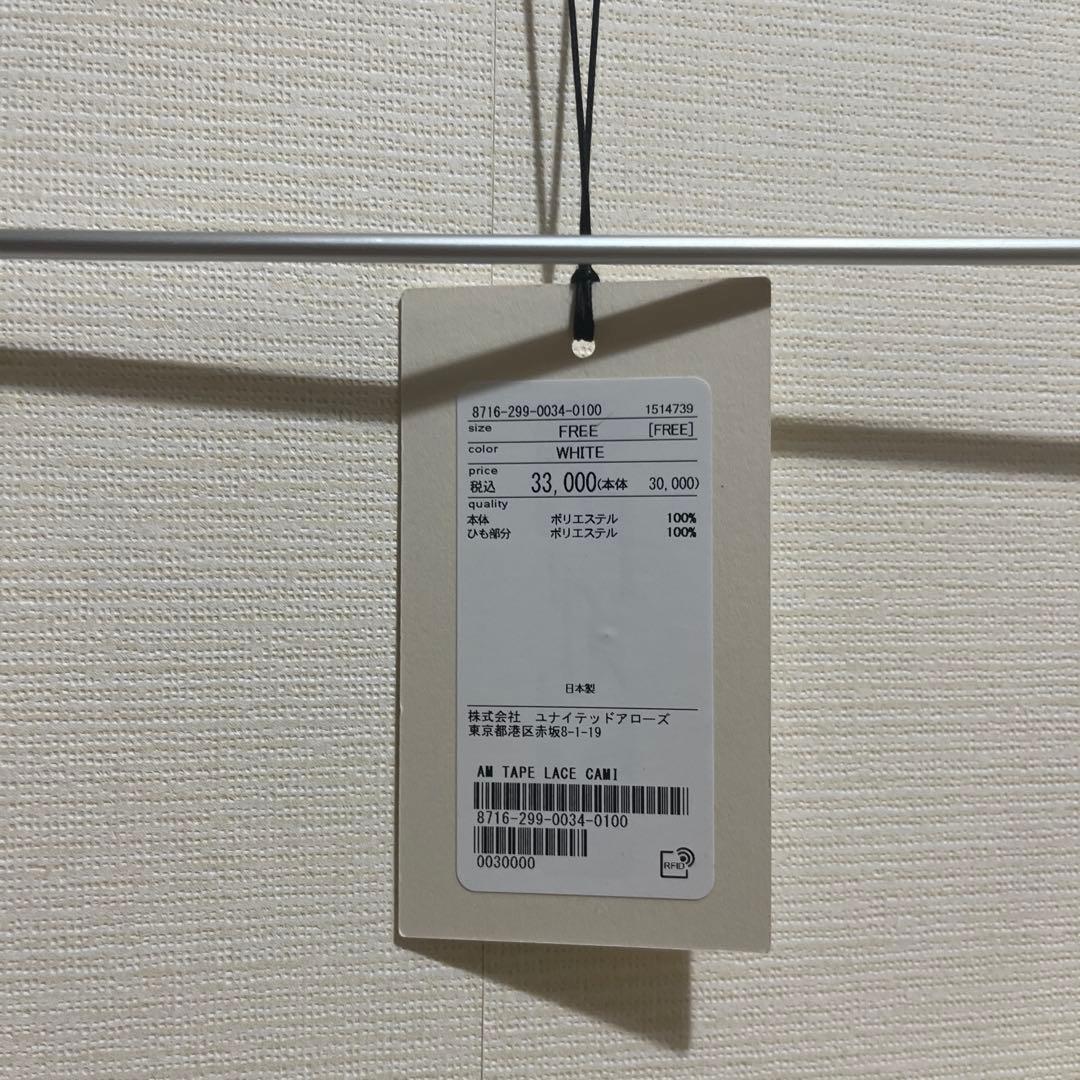 8716-299-0034-0100 1514739
size FREE [FREE]
color WHITE
price
税込 33,000(本体 30,000)
quality
本体 ポリエステル 100%
ひも部分 ポリエステル 100%
日本製
株式会社 ユナイテッドアローズ
東京都港区赤坂8-1-19
AM TAPE LACE CAMI
8716-299-0034-0100
0030000
RFID